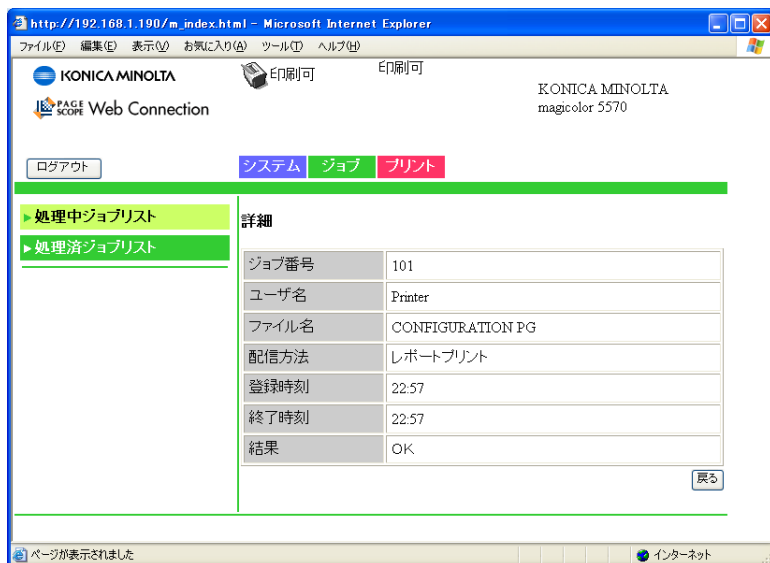 http://192.168.1.190/m_index.html - Microsoft Internet Explorer
ファイル(F) 編集(E) 表示(V) お気に入り(A) ツール(T) ヘルプ(H)
KONICA MINOLTA
印刷可
印刷可
PAGE SCOPE Web Connection
KONICA MINOLTA
magicolor 5570
ログアウト
システム ジョブ プリント
処理中ジョブリスト
処理済ジョブリスト
詳細
ジョブ番号 101
ユーザ名 Printer
ファイル名 CONFIGURATION PG
配信方法 レポートプリント
登録時刻 22:57
終了時刻 22:57
結果 OK
戻る
ページが表示されました インターネット